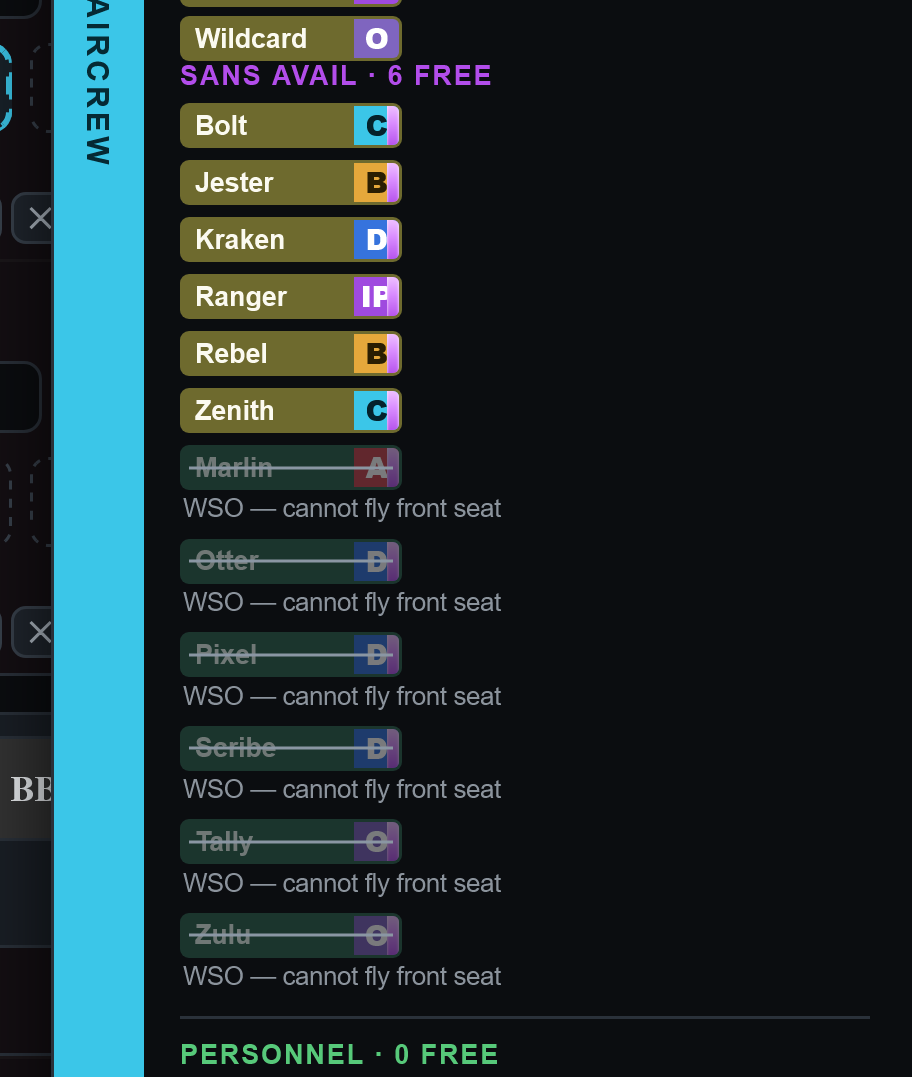 AIRCREW
Wildcard O
SANS AVAIL · 6 FREE
Bolt C
Jester B
Kraken D
Ranger IP
Rebel B
Zenith C
Marlin A
WSO — cannot fly front seat
Otter D
WSO — cannot fly front seat
Pixel D
WSO — cannot fly front seat
Scribe D
WSO — cannot fly front seat
Tally O
WSO — cannot fly front seat
Zulu O
WSO — cannot fly front seat
PERSONNEL · 0 FREE